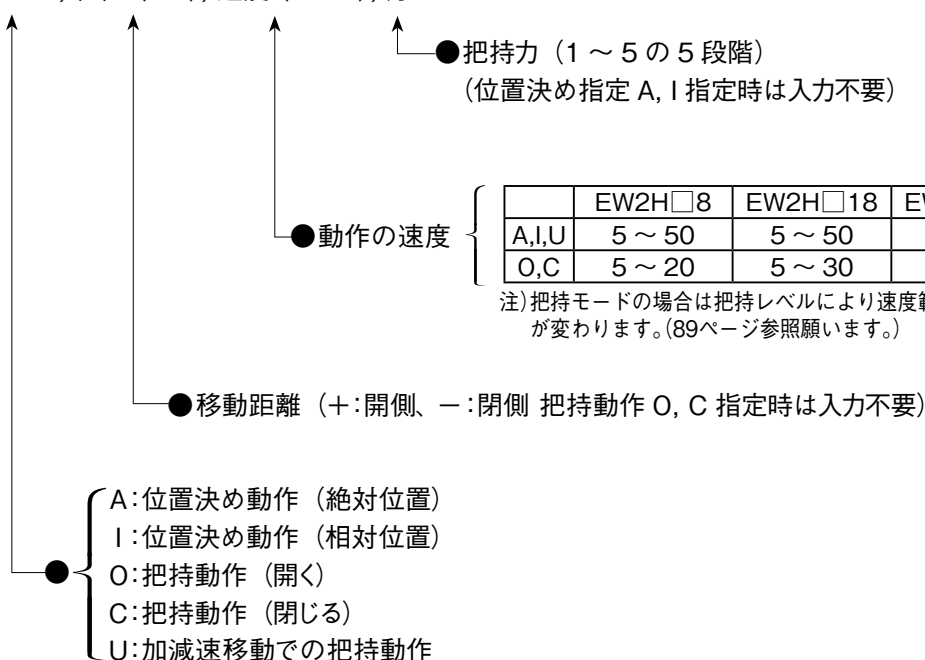 ●把持力（1 ～ 5 の 5 段階）
（位置決め指定 A, I 指定時は入力不要）
EW2H□8 EW2H□18
●動作の速度
A,I,U 5 ～ 50 5 ～ 50
O,C 5 ～ 20 5 ～ 30
注）把持モードの場合は把持レベルにより速度
が変わります。（89ページ参照願います。）
●移動距離（＋：開側、－：閉側 把持動作 O, C 指定時は入力不要）
A：位置決め動作（絶対位置）
I：位置決め動作（相対位置）
O：把持動作（開く）
C：把持動作（閉じる）
U：加減速移動での把持動作